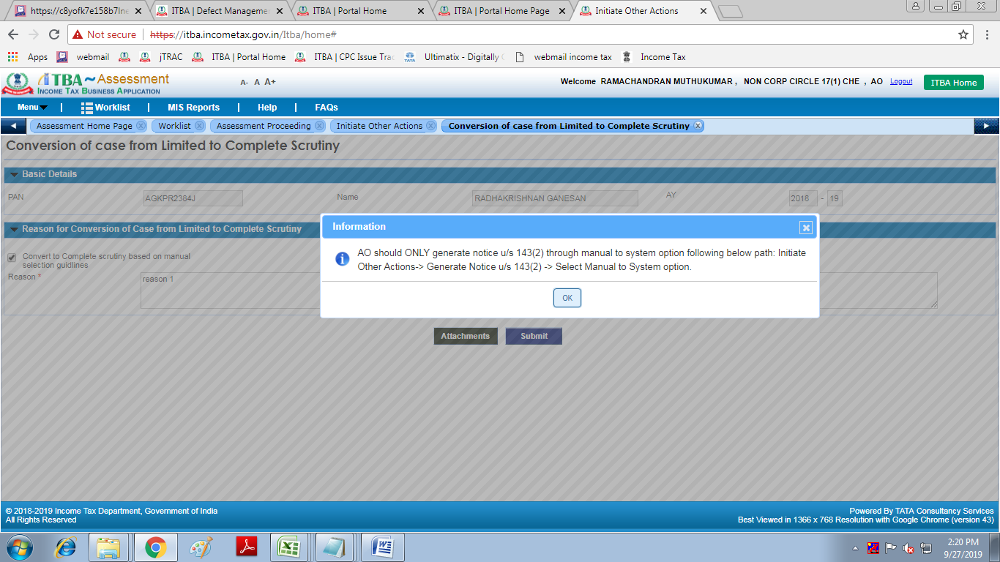 https://c8yofk7e158b7lne
ITBA | Defect Managemen
ITBA | Portal Home
ITBA | Portal Home Page
Initiate Other Actions
Not secure
https://itba.incometax.gov.in/Itba/home#
Apps
webmail
jTRAC
ITBA | Portal Home
ITBA | CPC Issue Trac
Ultimatix - Digitally C
webmail income tax
Income Tax
ITBA~Assessment
INCOME TAX BUSINESS APPLICATION
A- A A+
Welcome RAMACHANDRAN MUTHUKUMAR , NON CORP CIRCLE 17(1) CHE , AO Logout
ITBA Home
Menu | Worklist | MIS Reports | Help | FAQs
Assessment Home Page
Worklist
Assessment Proceeding
Initiate Other Actions
Conversion of case from Limited to Complete Scrutiny
Conversion of case from Limited to Complete Scrutiny
Basic Details
PAN AGKPR2384J Name RADHAKRISHNAN GANESAN AY 2018 - 19
Reason for Conversion of Case from Limited to Complete Scrutiny
Convert to Complete scrutiny based on manual
selection guidlines
Reason *
reason 1
Information
AO should ONLY generate notice u/s 143(2) through manual to system option following below path: Initiate
Other Actions-> Generate Notice u/s 143(2) -> Select Manual to System option.
OK
Attachments
Submit
© 2018-2019 Income Tax Department, Government of India
All Rights Reserved
Powered By TATA Consultancy Services
Best Viewed in 1366 x 768 Resolution with Google Chrome (version 43)
2:20 PM
9/27/2019